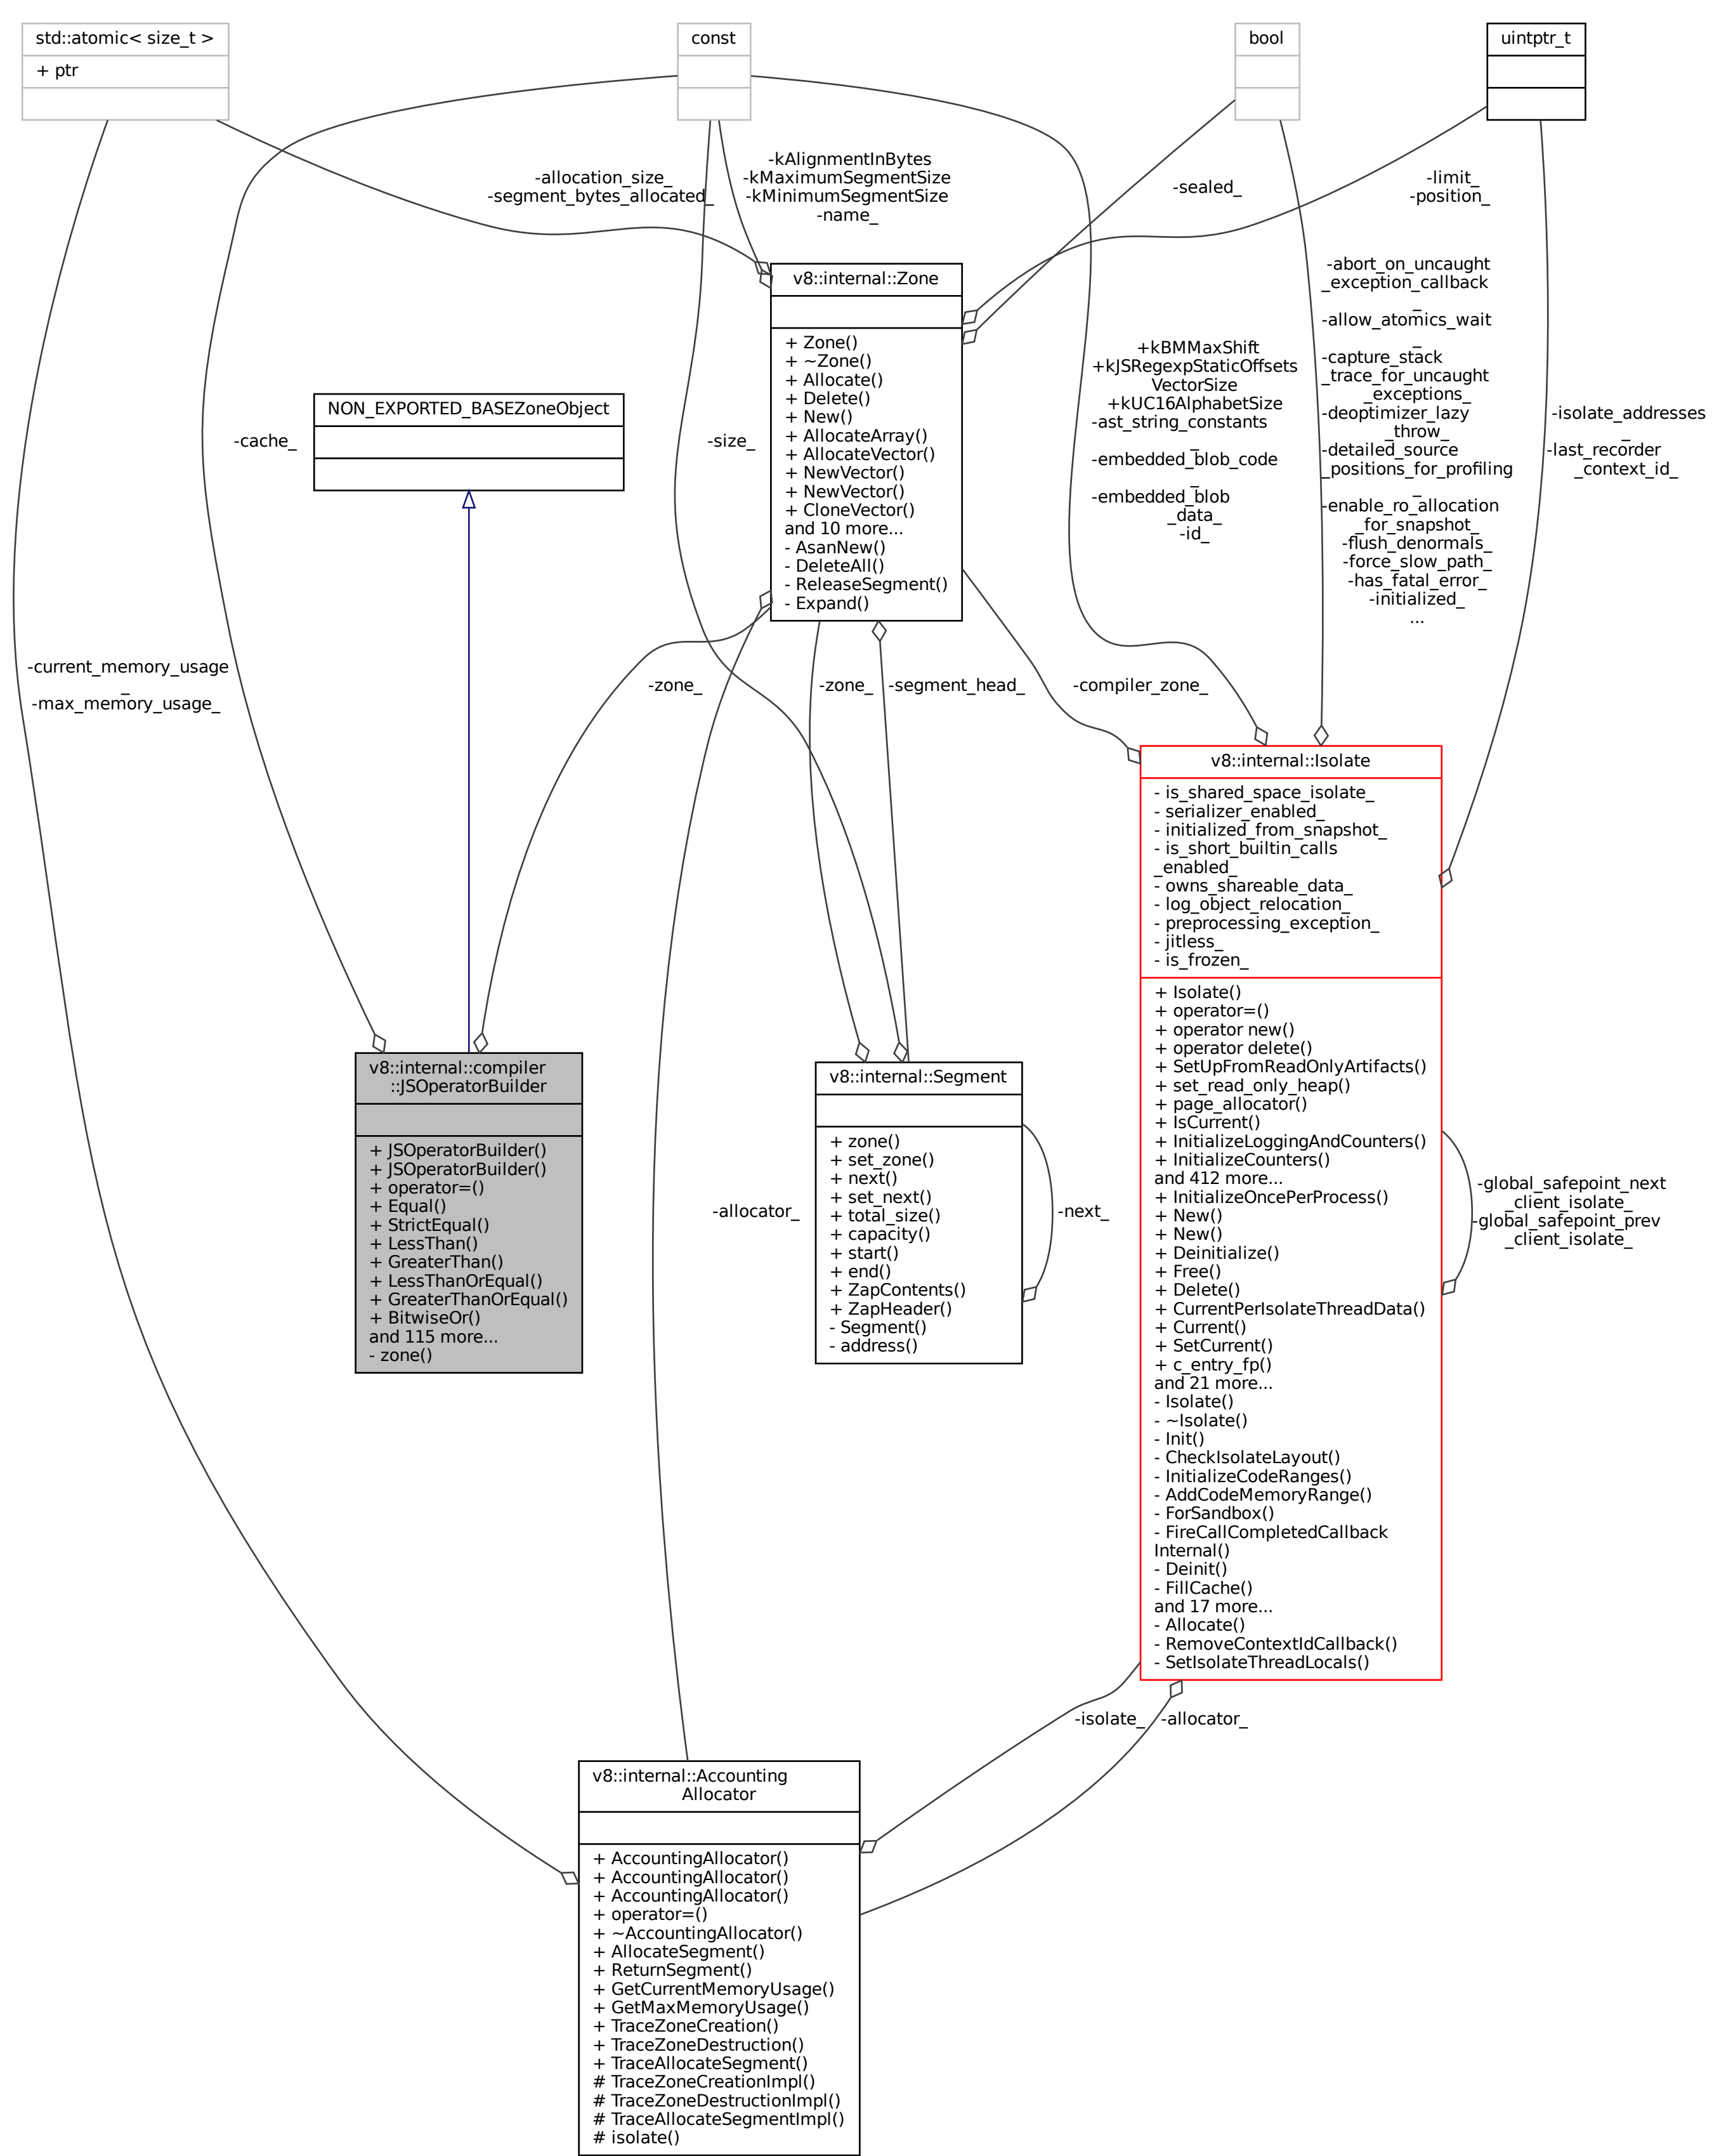 std::atomic< size_t >
+ ptr
const
bool
uintptr_t
-allocation_size_
-segment_bytes_allocated_
-kAlignmentInBytes
-kMaximumSegmentSize
-kMinimumSegmentSize
-name_
-sealed_
-limit_
-position_
v8::internal::Zone
+ Zone()
+ ~Zone()
+ Allocate()
+ Delete()
+ New()
+ AllocateArray()
+ AllocateVector()
+ NewVector()
+ NewVector()
+ CloneVector()
and 10 more...
- AsanNew()
- DeleteAll()
- ReleaseSegment()
- Expand()
NON_EXPORTED_BASEZoneObject
-cache_
-size_
+kBMMaxShift
+kJSRegexpStaticOffsets
VectorSize
+kUC16AlphabetSize
-ast_string_constants
_
-embedded_blob_code
_
-embedded_blob
_data_
-id_
-abort_on_uncaught
_exception_callback
_
-allow_atomics_wait
_
-capture_stack
_trace_for_uncaught
_exceptions_
-deoptimizer_lazy
_throw_
-detailed_source
_positions_for_profiling
_
-enable_ro_allocation
_for_snapshot_
-flush_denormals_
-force_slow_path_
-has_fatal_error_
-initialized_
...
-isolate_addresses
_
-last_recorder
_context_id_
-current_memory_usage
_
-max_memory_usage_
-zone_
-zone_
-segment_head_
-compiler_zone_
v8::internal::Isolate
- is_shared_space_isolate_
- serializer_enabled_
- initialized_from_snapshot_
- is_short_builtin_calls
_enabled_
- owns_shareable_data_
- log_object_relocation_
- preprocessing_exception_
- jitless_
- is_frozen_
+ Isolate()
+ operator=()
+ operator new()
+ operator delete()
+ SetUpFromReadOnlyArtifacts()
+ set_read_only_heap()
+ page_allocator()
+ IsCurrent()
+ InitializeLoggingAndCounters()
+ InitializeCounters()
and 412 more...
+ InitializeOncePerProcess()
+ New()
+ New()
+ Deinitialize()
+ Free()
+ Delete()
+ CurrentPerIsolateThreadData()
+ Current()
+ SetCurrent()
+ c_entry_fp()
and 21 more...
- Isolate()
- ~Isolate()
- Init()
- CheckIsolateLayout()
- InitializeCodeRanges()
- AddCodeMemoryRange()
- ForSandbox()
- FireCallCompletedCallback
Internal()
- Deinit()
- FillCache()
and 17 more...
- Allocate()
- RemoveContextIdCallback()
- SetIsolateThreadLocals()
v8::internal::compiler
::JSOperatorBuilder
+ JSOperatorBuilder()
+ JSOperatorBuilder()
+ operator=()
+ Equal()
+ StrictEqual()
+ LessThan()
+ GreaterThan()
+ LessThanOrEqual()
+ GreaterThanOrEqual()
+ BitwiseOr()
and 115 more...
- zone()
-allocator_
v8::internal::Segment
+ zone()
+ set_zone()
+ next()
+ set_next()
+ total_size()
+ capacity()
+ start()
+ end()
+ ZapContents()
+ ZapHeader()
- Segment()
- address()
-next_
-global_safepoint_next
_client_isolate_
-global_safepoint_prev
_client_isolate_
-isolate_
-allocator_
v8::internal::Accounting
Allocator
+ AccountingAllocator()
+ AccountingAllocator()
+ AccountingAllocator()
+ operator=()
+ ~AccountingAllocator()
+ AllocateSegment()
+ ReturnSegment()
+ GetCurrentMemoryUsage()
+ GetMaxMemoryUsage()
+ TraceZoneCreation()
+ TraceZoneDestruction()
+ TraceAllocateSegment()
# TraceZoneCreationImpl()
# TraceZoneDestructionImpl()
# TraceAllocateSegmentImpl()
# isolate()